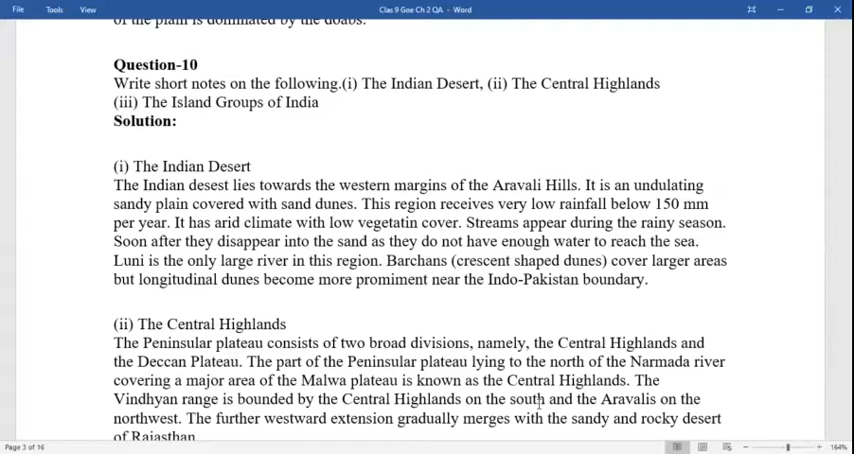 File Tools View Clas 9 Goe Ch 2 QA - Word
of the plain is dominated by the doabs.
Question-10
Write short notes on the following.(i) The Indian Desert, (ii) The Central Highlands
(iii) The Island Groups of India
Solution:
(i) The Indian Desert
The Indian desest lies towards the western margins of the Aravali Hills. It is an undulating
sandy plain covered with sand dunes. This region receives very low rainfall below 150 mm
per year. It has arid climate with low vegetatin cover. Streams appear during the rainy season.
Soon after they disappear into the sand as they do not have enough water to reach the sea.
Luni is the only large river in this region. Barchans (crescent shaped dunes) cover larger areas
but longitudinal dunes become more promiment near the Indo-Pakistan boundary.
(ii) The Central Highlands
The Peninsular plateau consists of two broad divisions, namely, the Central Highlands and
the Deccan Plateau. The part of the Peninsular plateau lying to the north of the Narmada river
covering a major area of the Malwa plateau is known as the Central Highlands. The
Vindhyan range is bounded by the Central Highlands on the south and the Aravalis on the
northwest. The further westward extension gradually merges with the sandy and rocky desert
of Rajasthan
Page 3 of 16 164%